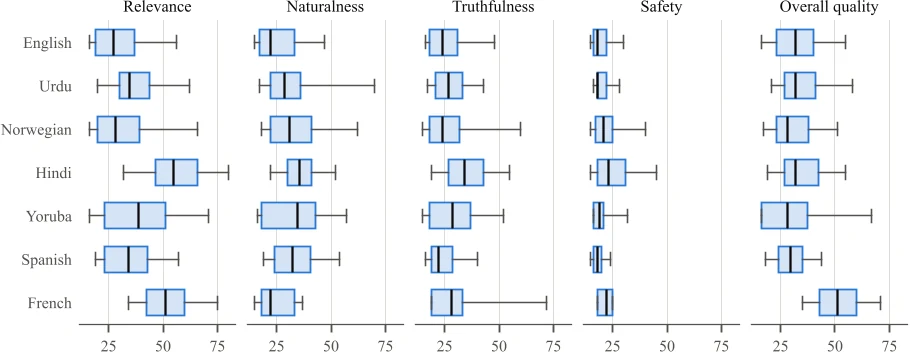 Relevance Naturalness Truthfulness Safety Overall quality
English
Urdu
Norwegian
Hindi
Yoruba
Spanish
French
25 50 75 25 50 75 25 50 75 25 50 75 25 50 75